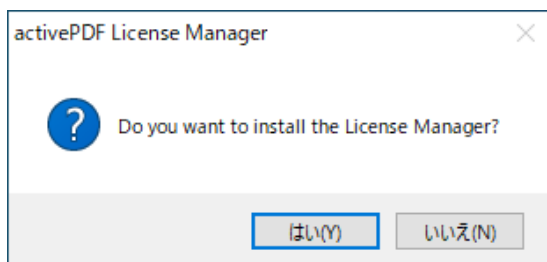 activePDF License Manager
Do you want to install the License Manager?
はい(Y)
いいえ(N)